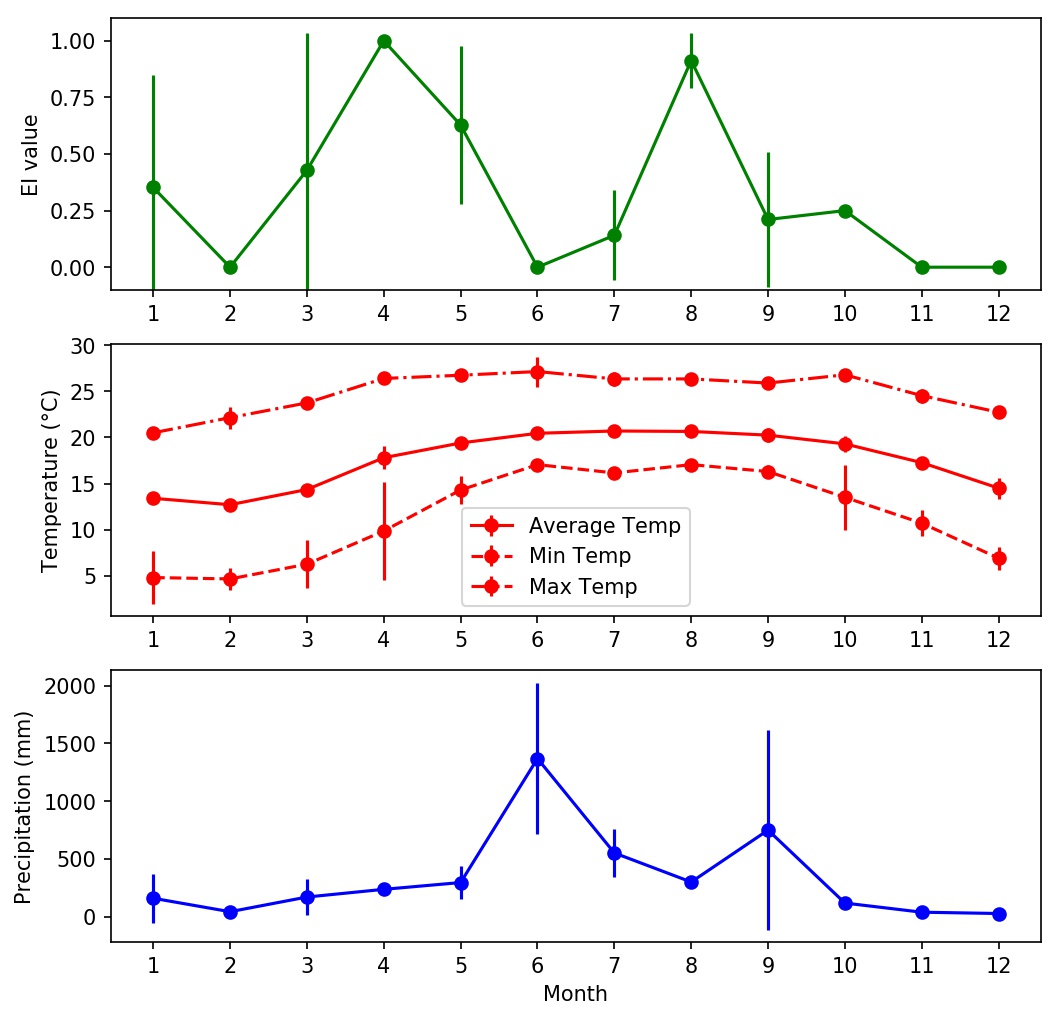 1.00
0.75
0.50
0.25
0.00
EI value
1 2 3 4 5 6 7 8 9 10 11 12
30
25
20
15
10
5
Temperature (°C)
Average Temp
Min Temp
Max Temp
1 2 3 4 5 6 7 8 9 10 11 12
2000
1500
1000
500
0
Precipitation (mm)
1 2 3 4 5 6 7 8 9 10 11 12
Month